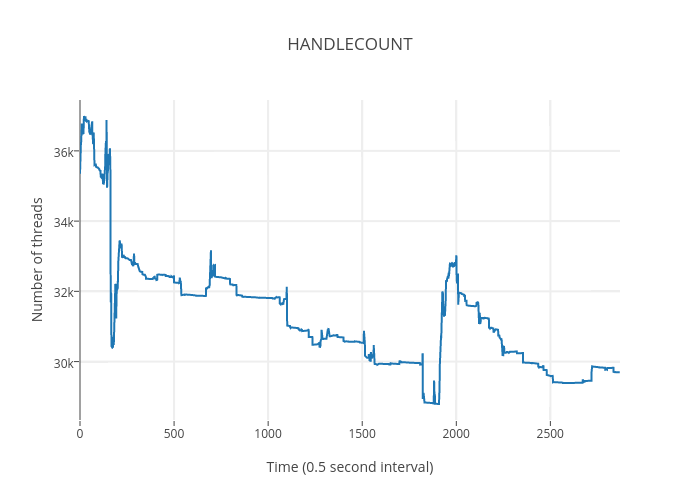 HANDLECOUNT
Number of threads
36k
34k
32k
30k
0 500 1000 1500 2000 2500
Time (0.5 second interval)